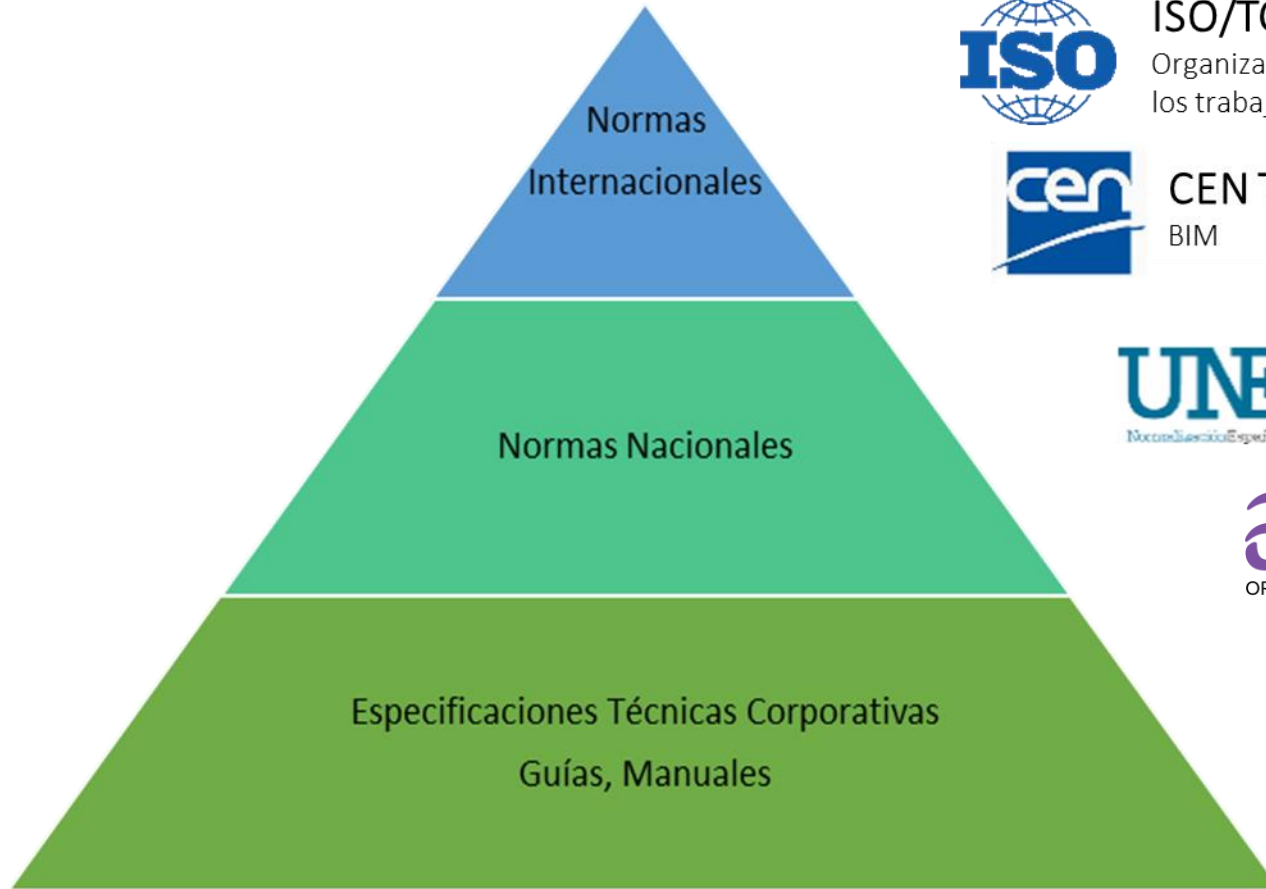 Normas
Internacionales
Normas Nacionales
Especificaciones Técnicas Corporativas
Guías, Manuales
ISO
ISO/TC
Organiza
los traba
cen
CEN T
BIM
UNE